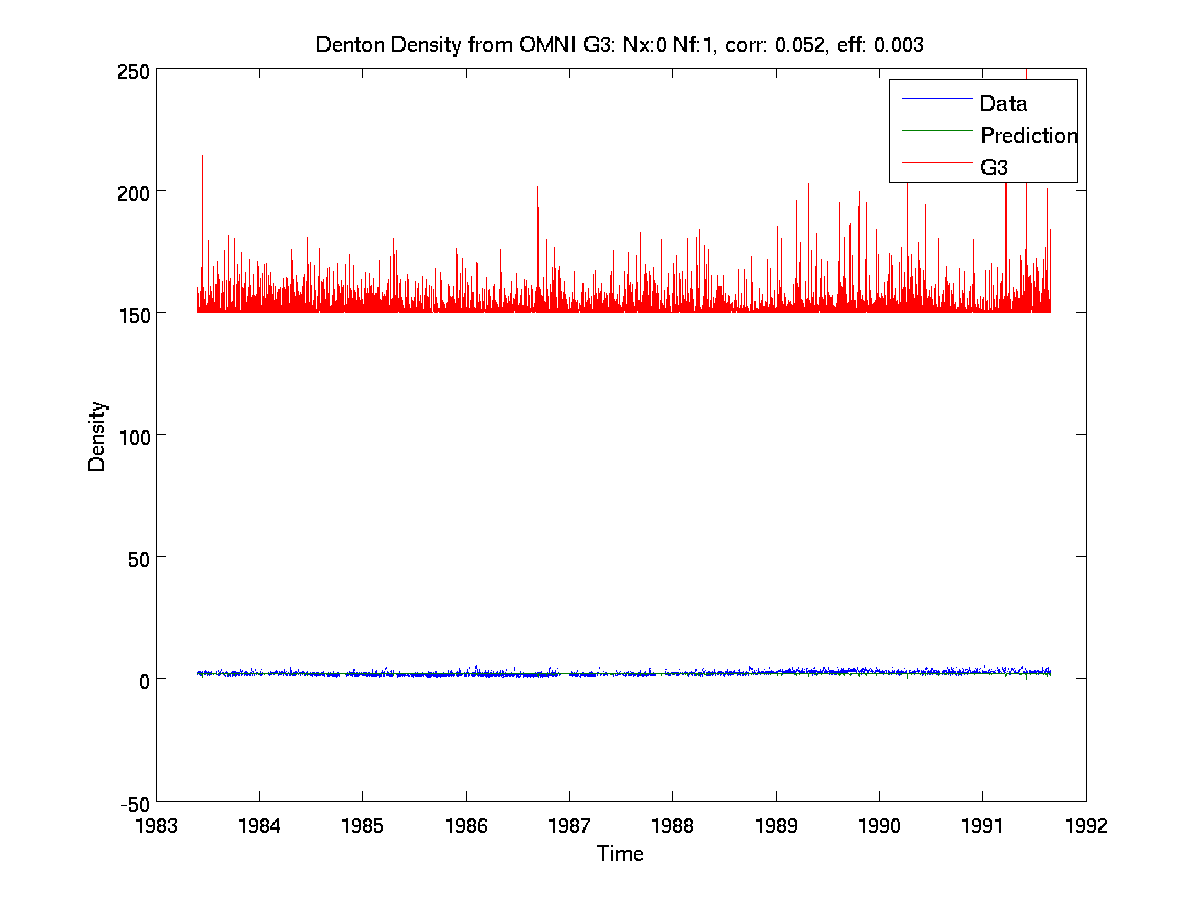 Denton Density from OMNI G3: Nx:0 Nf:1, corr: 0.052, eff: 0.003
250
200
150
100
50
0
-50
Density
Data
Prediction
G3
1983 1984 1985 1986 1987 1988 1989 1990 1991 1992
Time